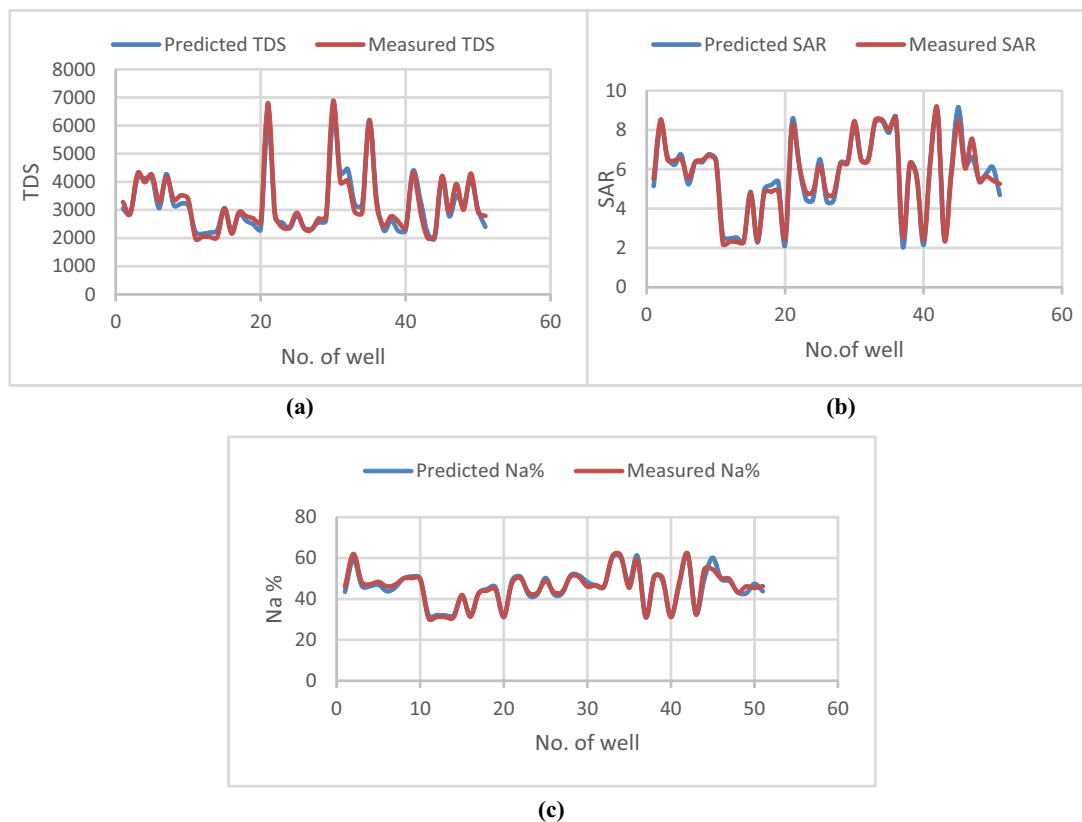 Predicted TDS Measured TDS
8000
7000
6000
5000
4000
3000
2000
1000
0
TDS
0 20 40 60
No. of well
(a)
Predicted SAR Measured SAR
10
8
6
4
2
0
SAR
0 20 40 60
No.of well
(b)
Predicted Na% Measured Na%
80
60
40
20
0
Na %
0 10 20 30 40 50 60
No. of well
(c)